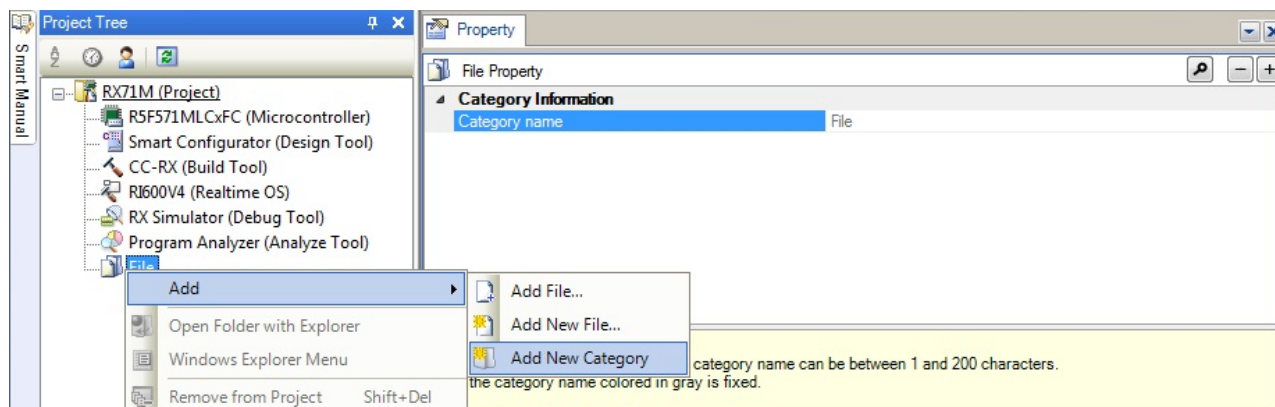 Project Tree
Smart Manual
RX71M (Project)
R5F571MLCxFC (Microcontroller)
Smart Configurator (Design Tool)
CC-RX (Build Tool)
RI600V4 (Realtime OS)
RX Simulator (Debug Tool)
Program Analyzer (Analyze Tool)
File
Add
Open Folder with Explorer
Windows Explorer Menu
Remove from Project Shift+Del
Add File...
Add New File...
Add New Category
Property
File Property
Category Information
Category name File
category name can be between 1 and 200 characters.
the category name colored in gray is fixed.